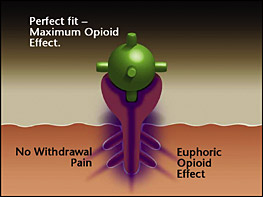 Perfect fit –
Maximum Opioid
Effect.
No Withdrawal
Pain
Euphoric
Opioid
Effect